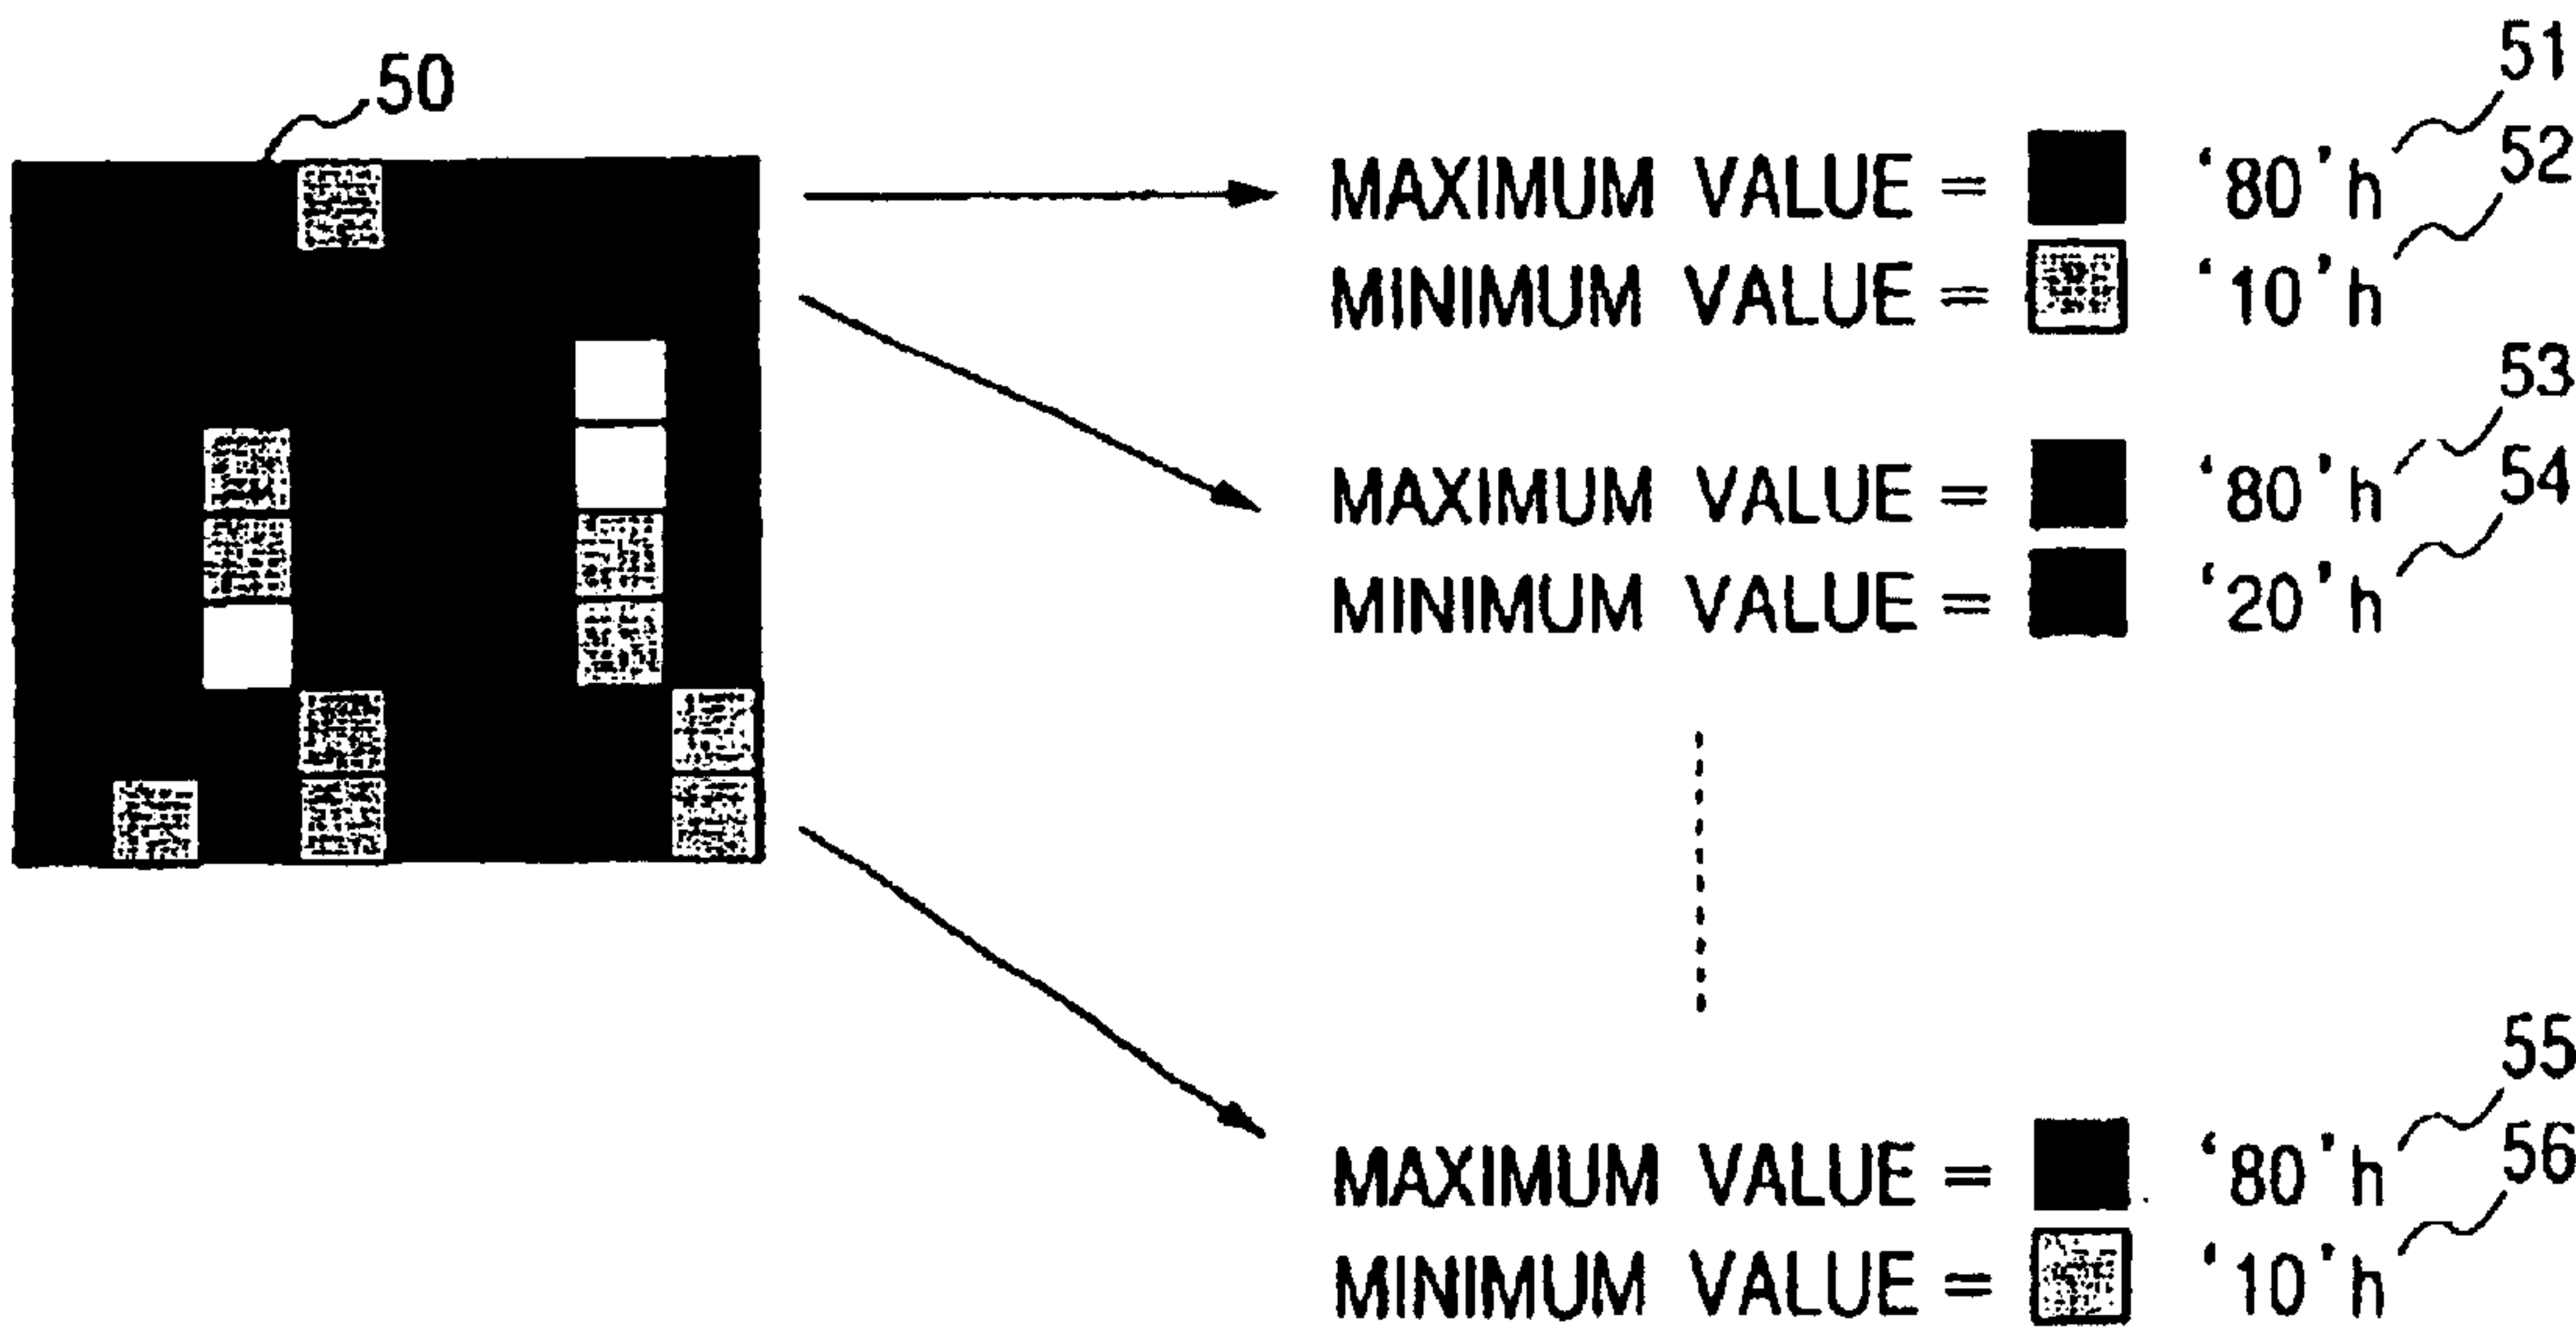 50
51
MAXIMUM VALUE = '80'h
52
MINIMUM VALUE = '10'h
53
MAXIMUM VALUE = '80'h
54
MINIMUM VALUE = '20'h
55
MAXIMUM VALUE = '80'h
56
MINIMUM VALUE = '10'h